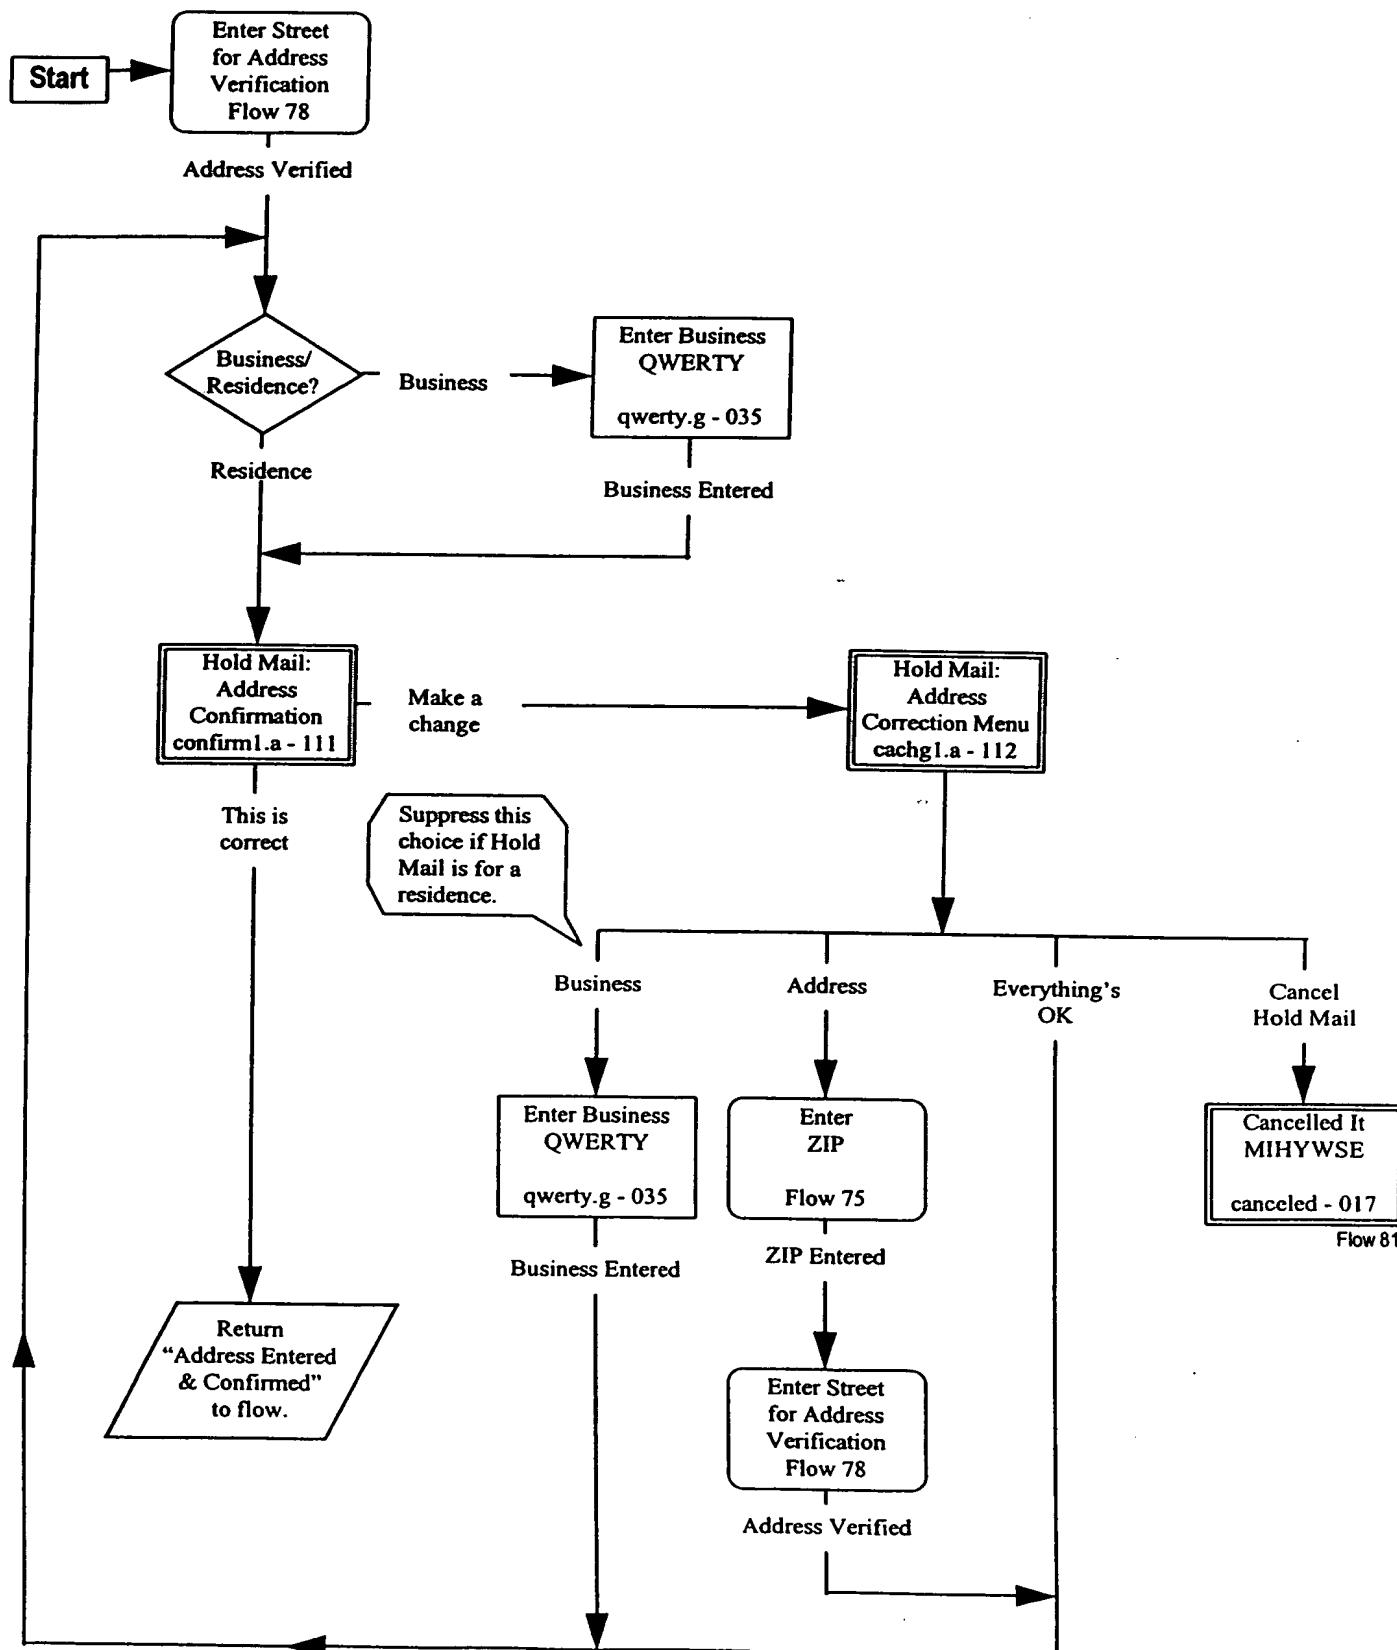 Start
Enter Street
for Address
Verification
Flow 78
Address Verified
Business/
Residence?
Business
Enter Business
QWERTY
qwerty.g - 035
Residence
Business Entered
Hold Mail:
Address
Confirmation
confirm1.a - 111
Make a
change
Hold Mail:
Address
Correction Menu
cachg1.a - 112
This is
correct
Suppress this
choice if Hold
Mail is for a
residence.
Business
Address
Everything's
OK
Cancel
Hold Mail
Enter Business
QWERTY
qwerty.g - 035
Enter
ZIP
Flow 75
Cancelled It
MIHYWSE
canceled - 017
Flow 81
Business Entered
ZIP Entered
Return
“Address Entered
& Confirmed”
to flow.
Enter Street
for Address
Verification
Flow 78
Address Verified